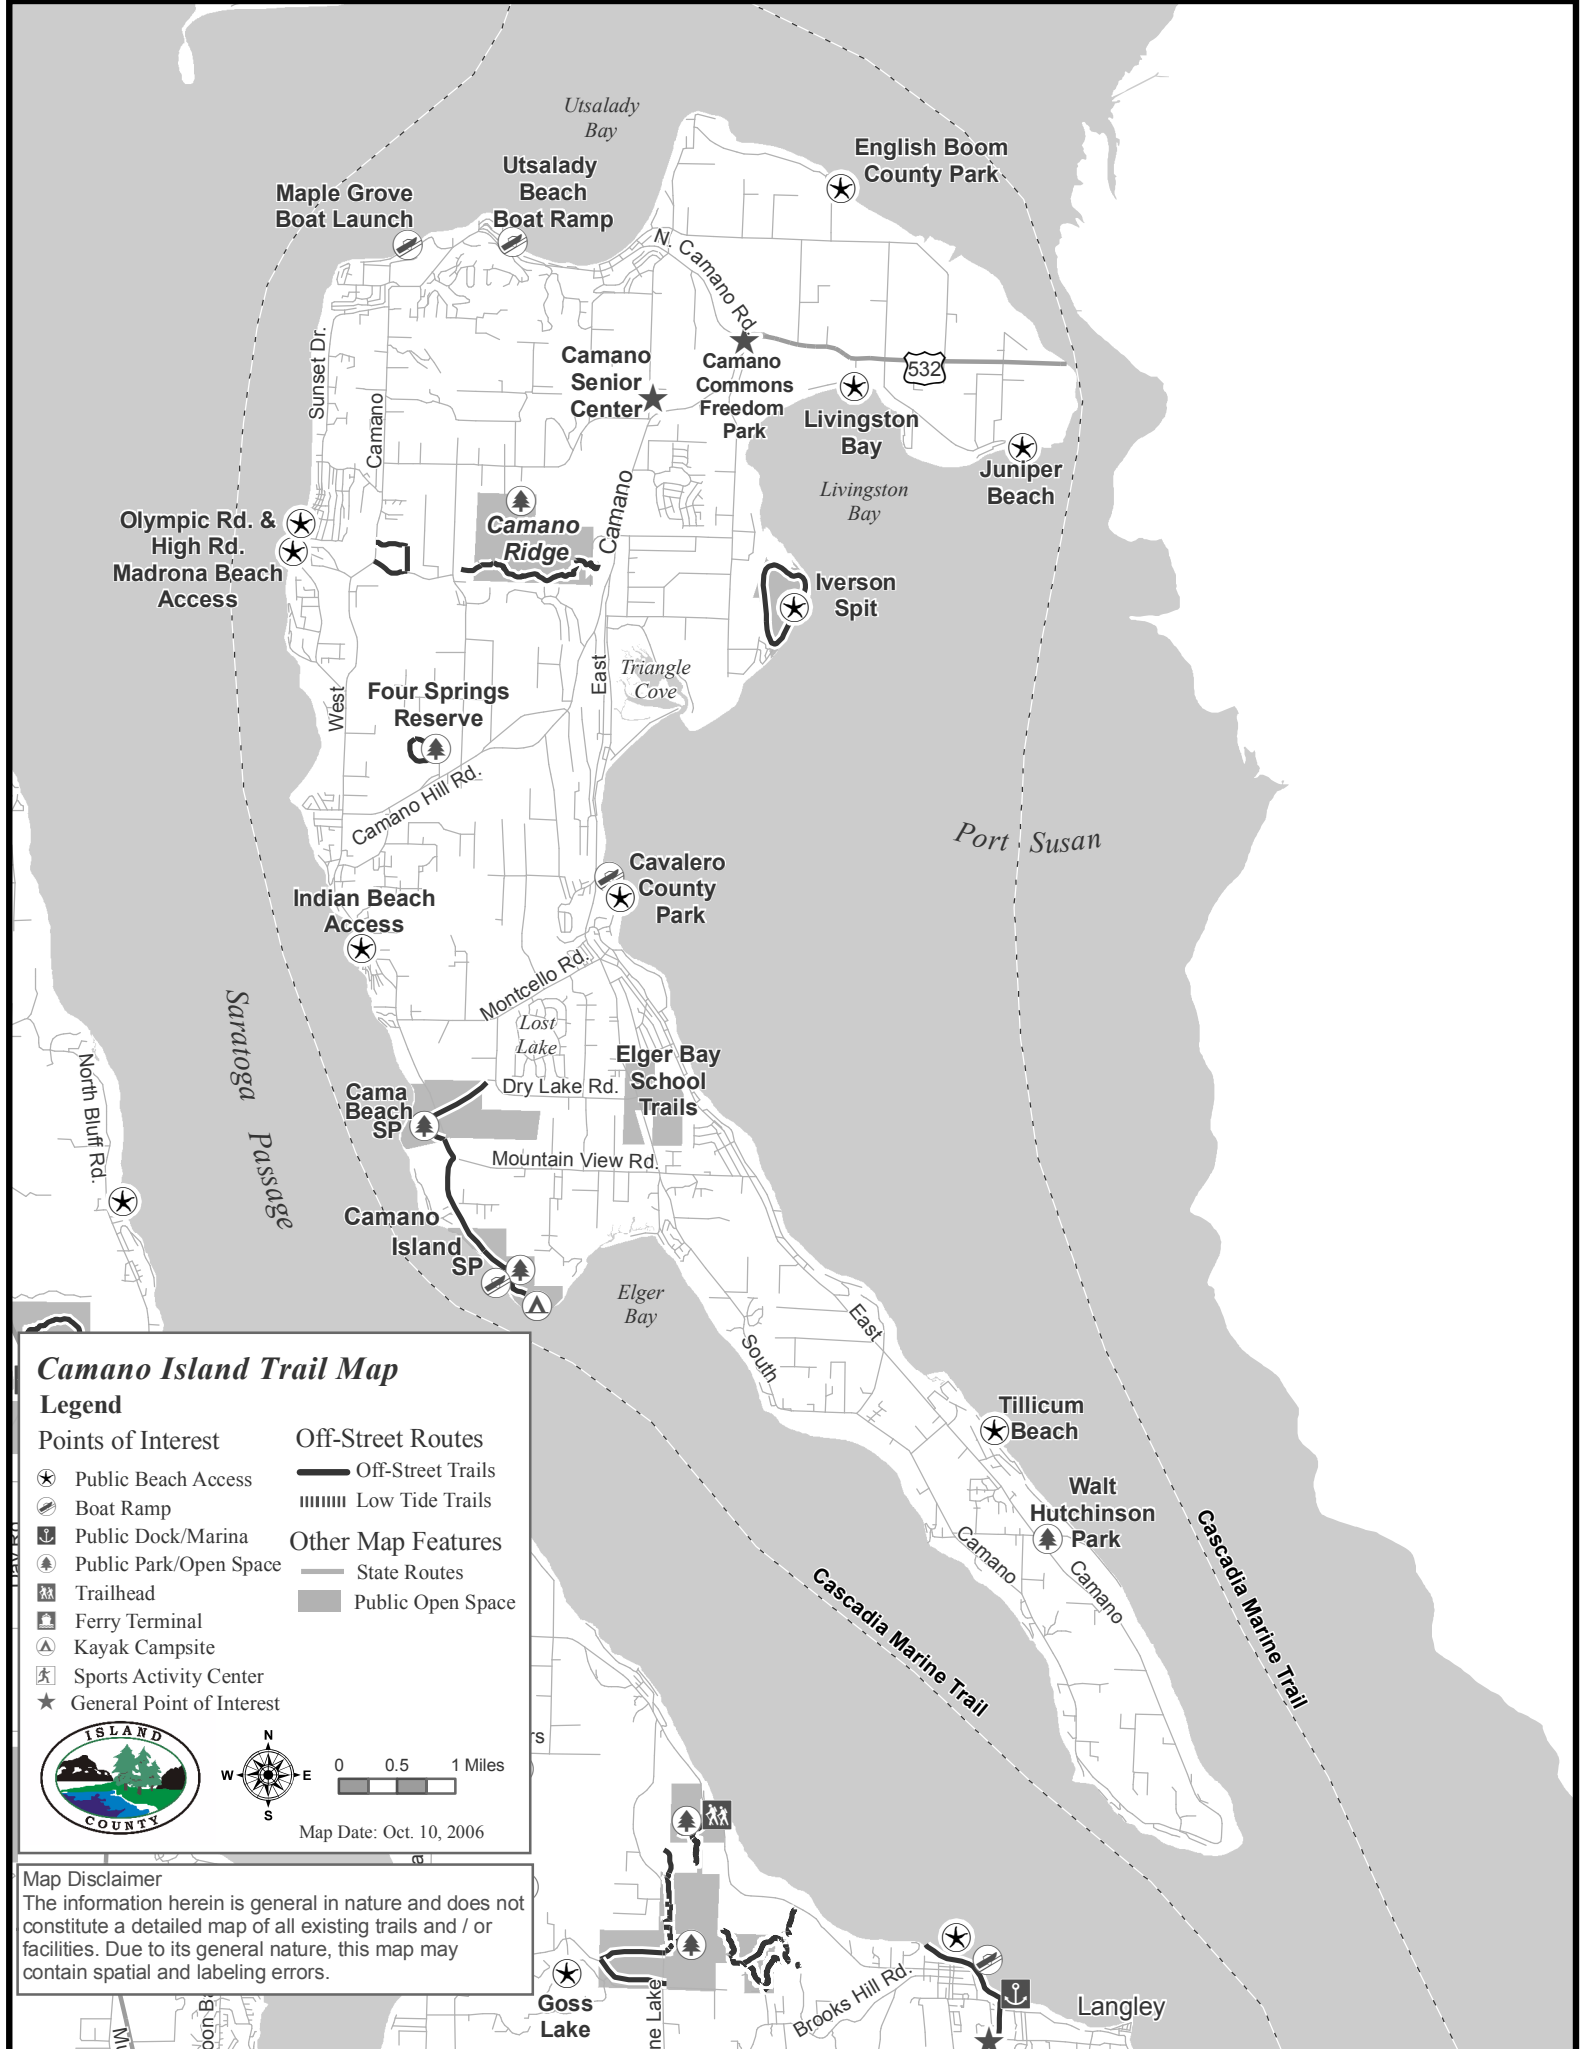 Utsalady
Bay
English Boom
County Park
Utsalady
Beach
Boat Ramp
Maple Grove
Boat Launch
N. Camano Rd.
Sunset Dr.
Camano
Camano
Senior
Center
Camano
Commons
Freedom
Park
532
Livingston
Bay
Juniper
Beach
Livingston
Bay
Camano
Ridge
Camano
Olympic Rd. &
High Rd.
Madrona Beach
Access
Iverson
Spit
Triangle
Cove
East
West
Four Springs
Reserve
Camano Hill Rd.
Port Susan
Cavalero
County
Park
Indian Beach
Access
Montcello Rd.
Lost
Lake
Saratoga Passage
North Bluff Rd.
Elger Bay
School
Trails
Dry Lake Rd.
Cama
Beach
SP
Mountain View Rd.
Camano
Island
SP
Elger
Bay
East
South
Tillicum
Beach
Walt
Hutchinson
Park
Camano
Camano
Cascadia Marine Trail
Cascadia Marine Trail
Camano Island Trail Map
Legend
Points of Interest
Public Beach Access
Boat Ramp
Public Dock/Marina
Public Park/Open Space
Trailhead
Ferry Terminal
Kayak Campsite
Sports Activity Center
General Point of Interest
Off-Street Routes
Off-Street Trails
Low Tide Trails
Other Map Features
State Routes
Public Open Space
ISLAND
COUNTY
N
W E
S
0 0.5 1 Miles
Map Date: Oct. 10, 2006
Map Disclaimer
The information herein is general in nature and does not
constitute a detailed map of all existing trails and / or
facilities. Due to its general nature, this map may
contain spatial and labeling errors.
Goss
Lake
Brooks Hill Rd.
Langley